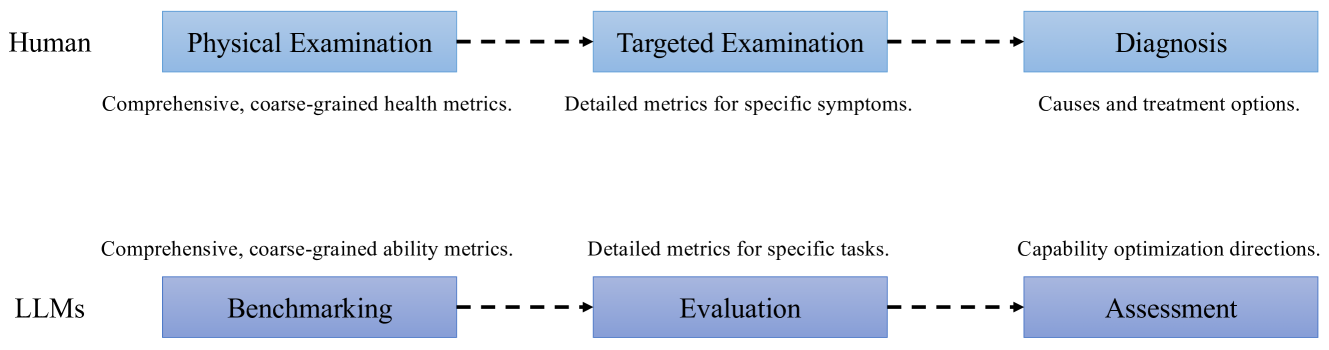 Human
Physical Examination
Targeted Examination
Diagnosis
Comprehensive, coarse-grained health metrics.
Detailed metrics for specific symptoms.
Causes and treatment options.
Comprehensive, coarse-grained ability metrics.
Detailed metrics for specific tasks.
Capability optimization directions.
LLMs
Benchmarking
Evaluation
Assessment